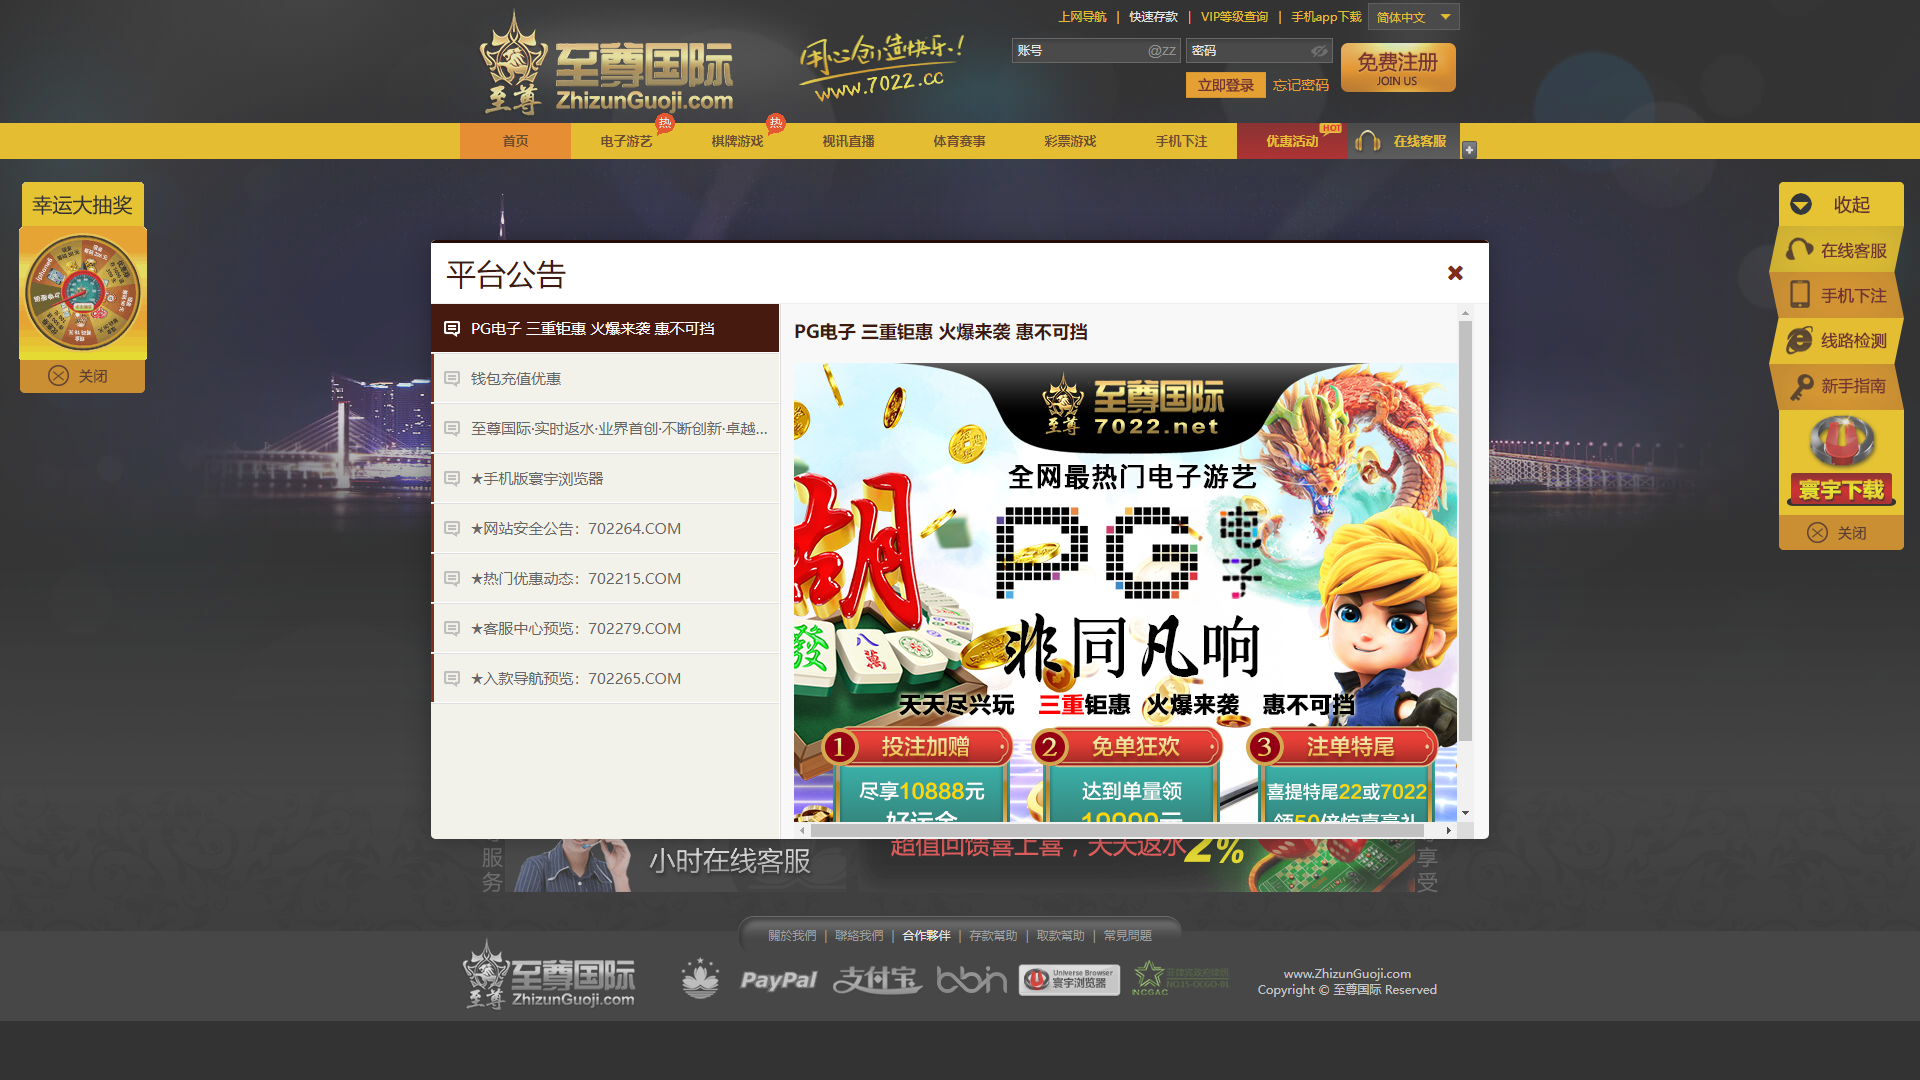 上网导航 | 快速存款 | VIP等级查询 | 手机app下载 简体中文
至尊国际
至尊 ZhizunGuoji.com
用心创造快乐.!
www.7022.cc
账号 @zz 密码
免费注册
JOIN US
立即登录 忘记密码
首页 电子游艺 热 棋牌游戏 热 视讯直播 体育赛事 彩票游戏 手机下注 优惠活动 HOT 在线客服
幸运大抽奖
关闭
收起
在线客服
手机下注
线路检测
新手指南
寰宇下载
关闭
平台公告
PG电子 三重钜惠 火爆来袭 惠不可挡
钱包充值优惠
至尊国际·实时返水·业界首创·不断创新·卓越...
★手机版寰宇浏览器
★网站安全公告：702264.COM
★热门优惠动态：702215.COM
★客服中心预览：702279.COM
★入款导航预览：702265.COM
PG电子 三重钜惠 火爆来袭 惠不可挡
至尊国际
至尊 7022.net
全网最热门电子游艺
PG电子
胡
發
八萬
非同凡响
天天尽兴玩 三重钜惠 火爆来袭 惠不可挡
1 投注加赠
尽享10888元
好运金
2 免单狂欢
达到单量领
19999元
3 注单特尾
喜提特尾22或7022
领50倍惊喜豪礼
服务
小时在线客服
超值回馈喜上喜，天天返水2%
享受
關於我們 | 聯絡我們 | 合作夥伴 | 存款幫助 | 取款幫助 | 常見問題
至尊国际
至尊 ZhizunGuoji.com
PayPal
支付宝
bbin
Universe Browser
寰宇浏览器
NCGAC
www.ZhizunGuoji.com
Copyright © 至尊国际 Reserved